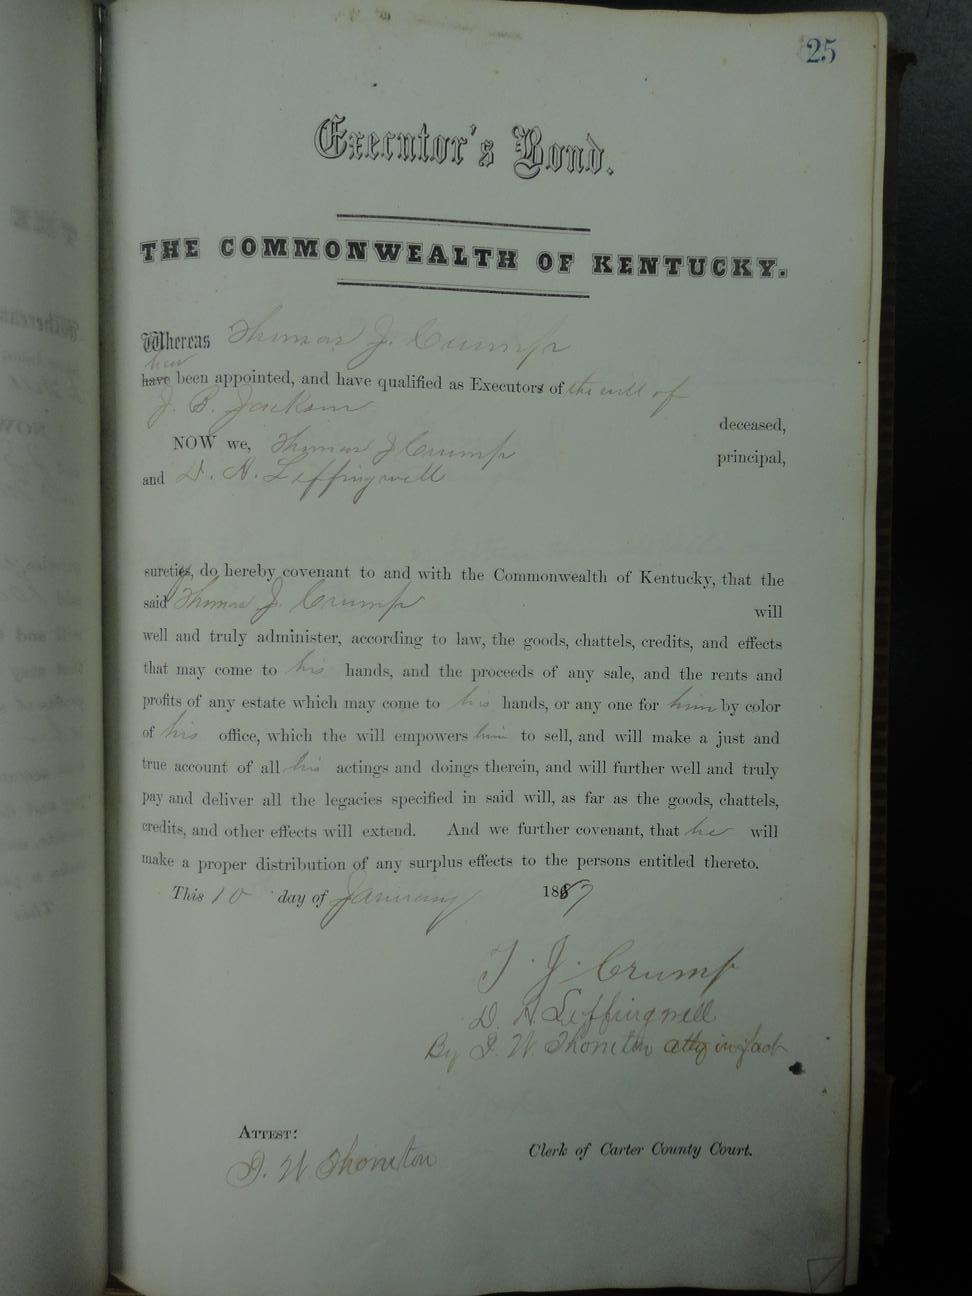 25
Executor's Bond.
THE COMMONWEALTH OF KENTUCKY.
Whereas Thomas J. Crump
has
have been appointed, and have qualified as Executors of the will of
J. B. Jackson
deceased,
NOW we, Thomas J Crump principal,
and D. H. Leffingwell
sureties, do hereby covenant to and with the Commonwealth of Kentucky, that the
said Thomas J. Crump will
well and truly administer, according to law, the goods, chattels, credits, and effects
that may come to his hands, and the proceeds of any sale, and the rents and
profits of any estate which may come to his hands, or any one for him by color
of his office, which the will empowers him to sell, and will make a just and
true account of all his actings and doings therein, and will further well and truly
pay and deliver all the legacies specified in said will, as far as the goods, chattels,
credits, and other effects will extend. And we further covenant, that he will
make a proper distribution of any surplus effects to the persons entitled thereto.
This 10 day of January 1887
T. J. Crump
D. H Leffingwell
By J. W. Thornton atty in fact
ATTEST:
J. W. Thornton
Clerk of Carter County Court.